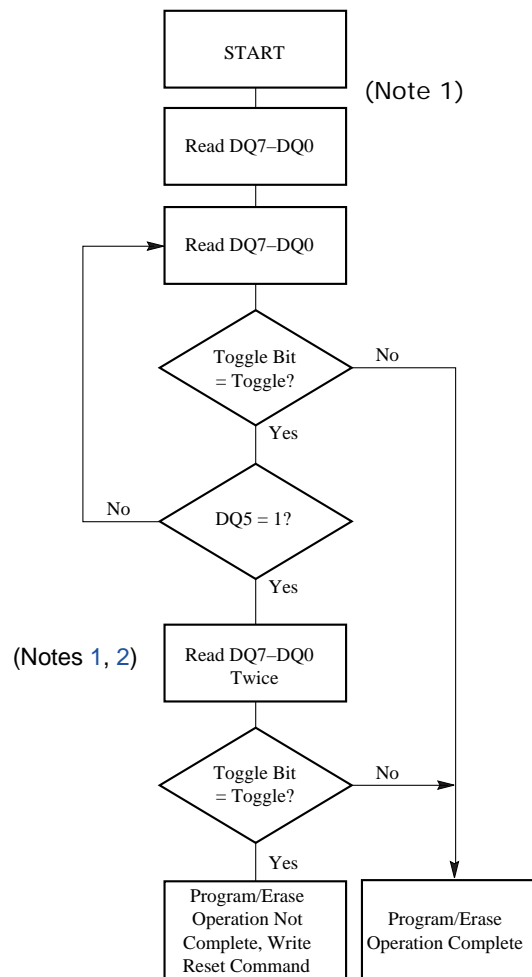 START
(Note 1)
Read DQ7–DQ0
Read DQ7–DQ0
Toggle Bit
= Toggle?
No
Yes
No
DQ5 = 1?
Yes
(Notes 1, 2)
Read DQ7–DQ0
Twice
Toggle Bit
= Toggle?
No
Yes
Program/Erase
Operation Not
Complete, Write
Reset Command
Program/Erase
Operation Complete